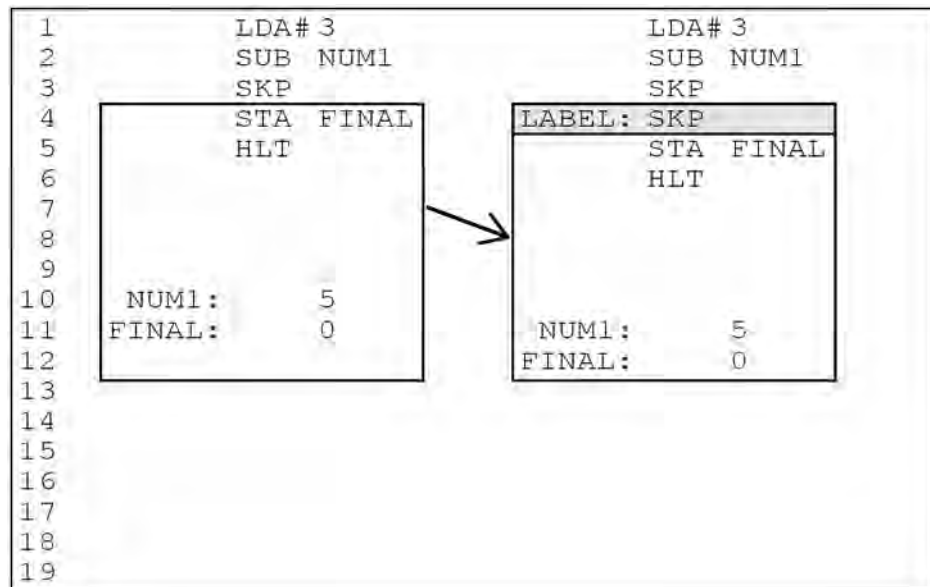 1 LDA# 3 LDA# 3
2 SUB NUM1 SUB NUM1
3 SKP SKP
4 STA FINAL LABEL: SKP
5 HLT STA FINAL
6 HLT
7
8
9
10 NUM1: 5
11 FINAL: 0 NUM1: 5
12 FINAL: 0
13
14
15
16
17
18
19